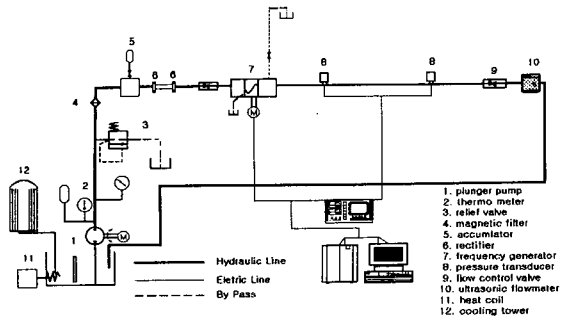 5
6
6
7
8
8
9
10
4
M
3
12
2
1
M
11
Hydraulic Line
Eletric Line
By Pass
1. plunger pump
2. thermo meter
3. relief valve
4. magnetic filter
5. accumlator
6. rectifier
7. frequency generator
8. pressure transducer
9. flow control valve
10. ultrasonic flowmeter
11. heat coil
12. cooling tower